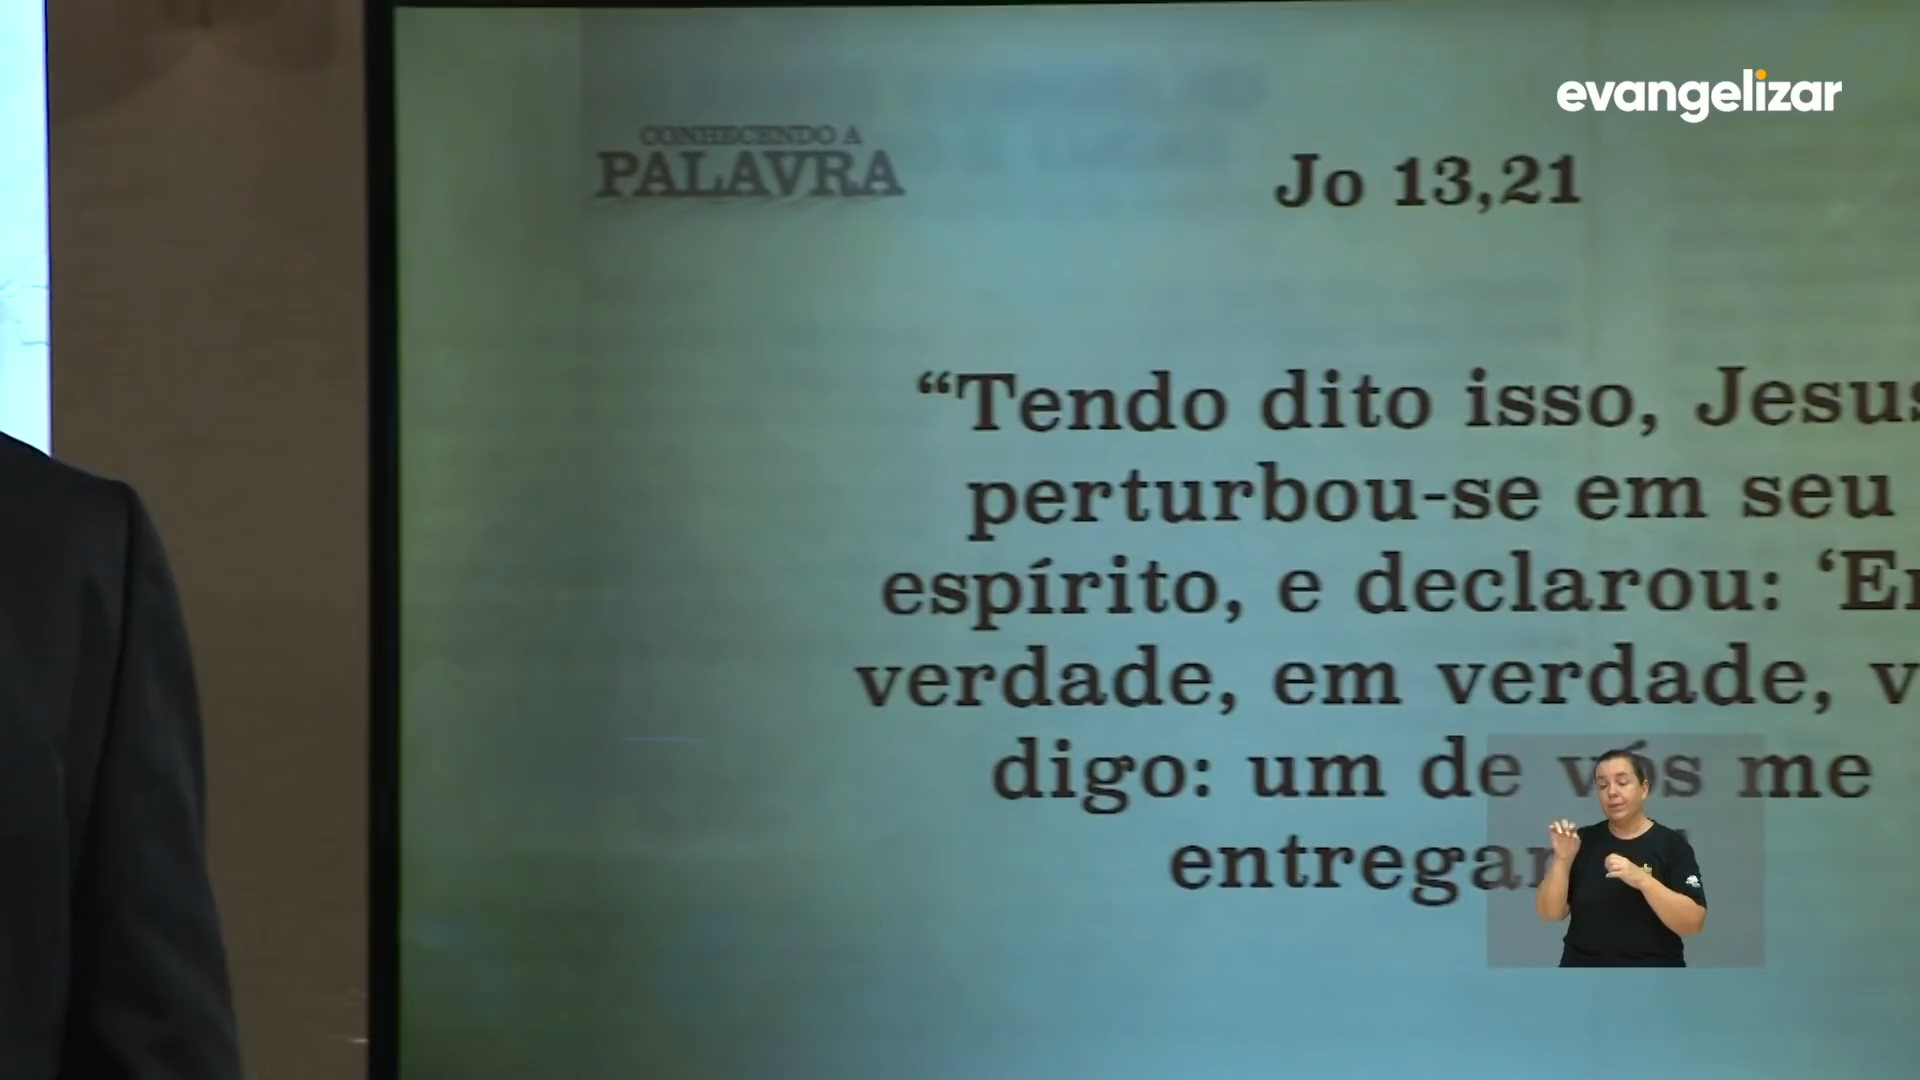 evangelizar
CONHECENDO A
PALAVRA
Jo 13,21
“Tendo dito isso, Jesus
perturbou-se em seu
espírito, e declarou: ‘Em
verdade, em verdade, v
digo: um de vós me
entregar